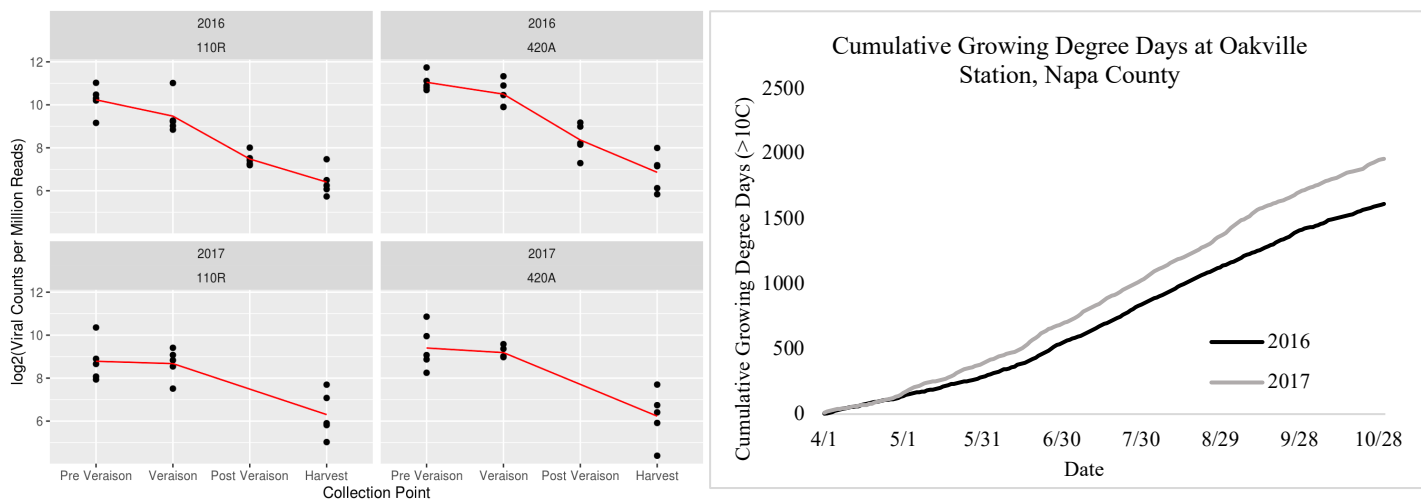 2016
110R
2016
420A
12
10
8
6
2017
110R
2017
420A
12
10
8
6
log2(Viral Counts per Million Reads)
Pre Veraison Veraison Post Veraison Harvest
Pre Veraison Veraison Post Veraison Harvest
Collection Point
Cumulative Growing Degree Days at Oakville
Station, Napa County
Cumulative Growing Degree Days (>10C)
2500
2000
1500
1000
500
0
2016
2017
4/1 5/1 5/31 6/30 7/30 8/29 9/28 10/28
Date